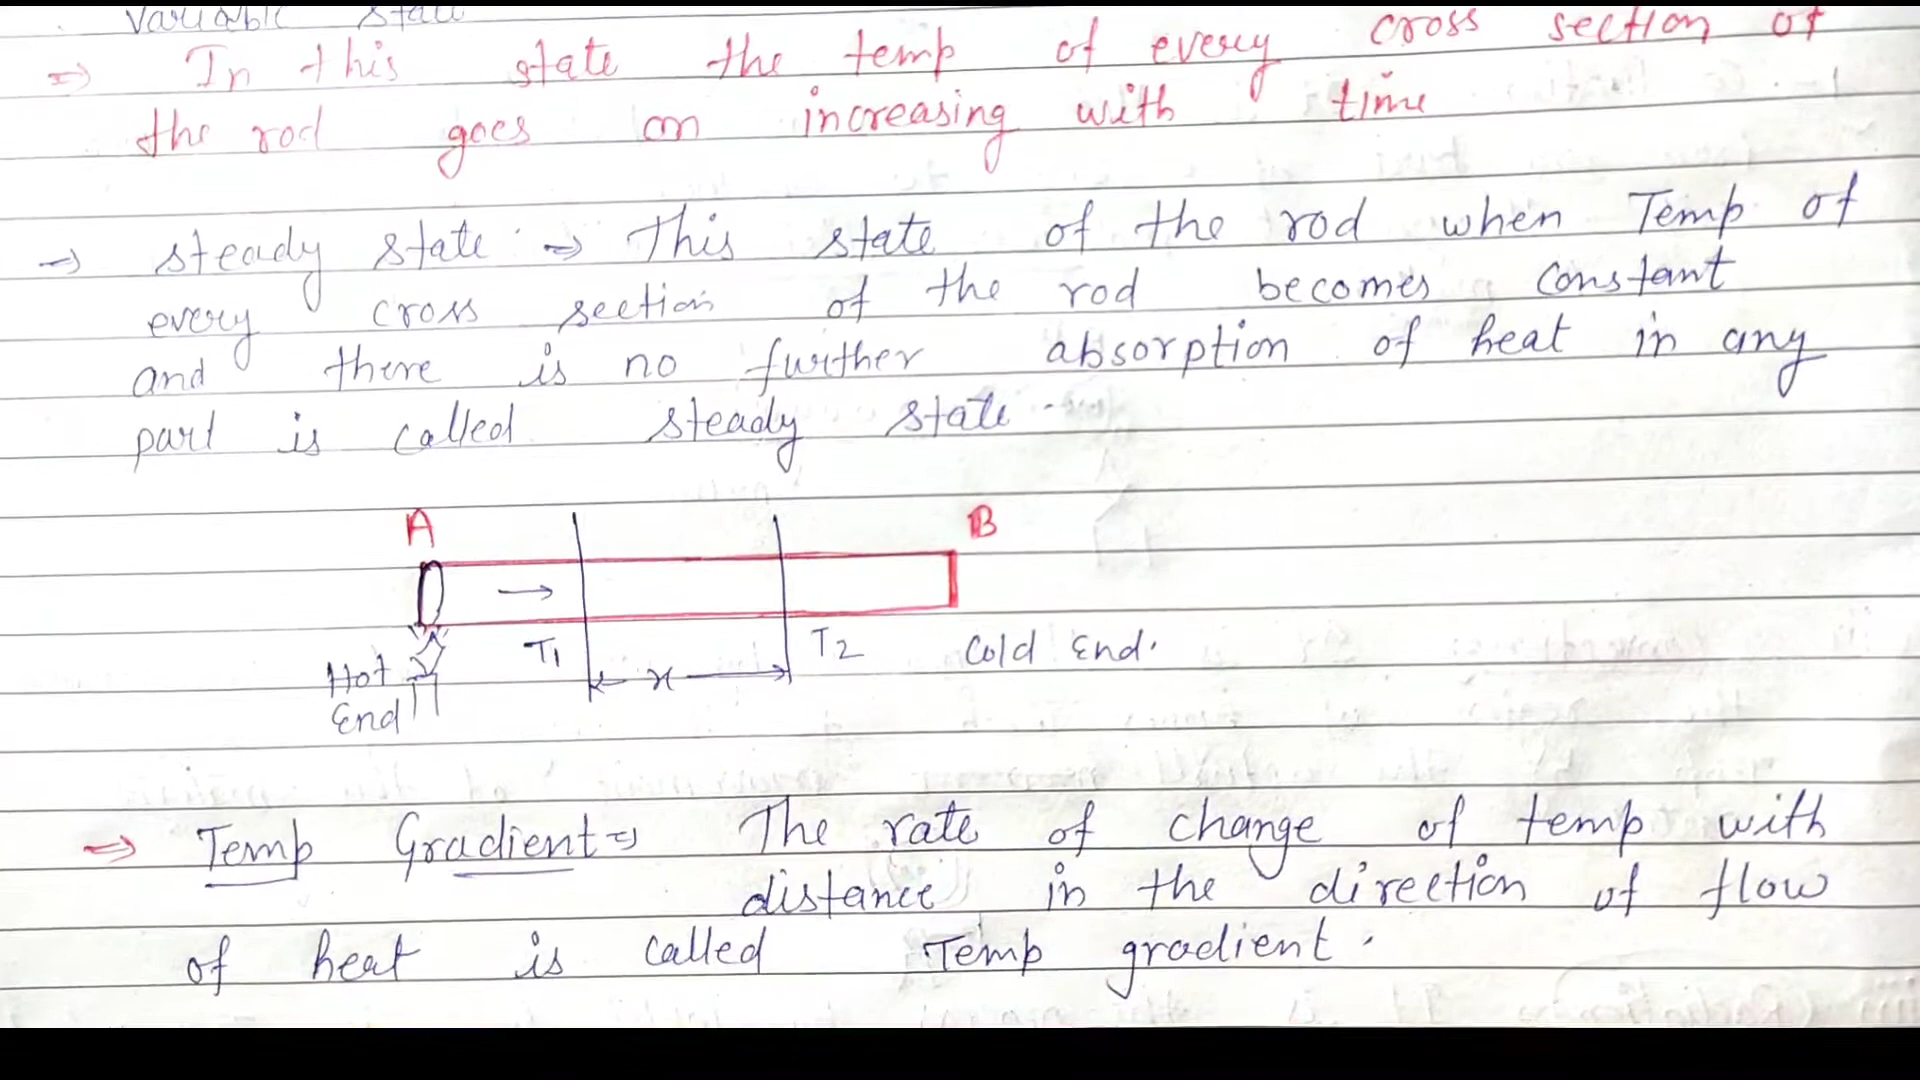 Variable state
⇒ In this state the temp of every cross section of
the rod goes on increasing with time
→ steady state ⇒ This state of the rod when Temp of
every cross section of the rod becomes constant
and there is no further absorption of heat in any
part is called steady state.
A B
T1 x T2 Cold End.
Hot
End
⇒ Temp Gradient ⇒ The rate of change of temp with
distance in the direction of flow
of heat is called Temp gradient.